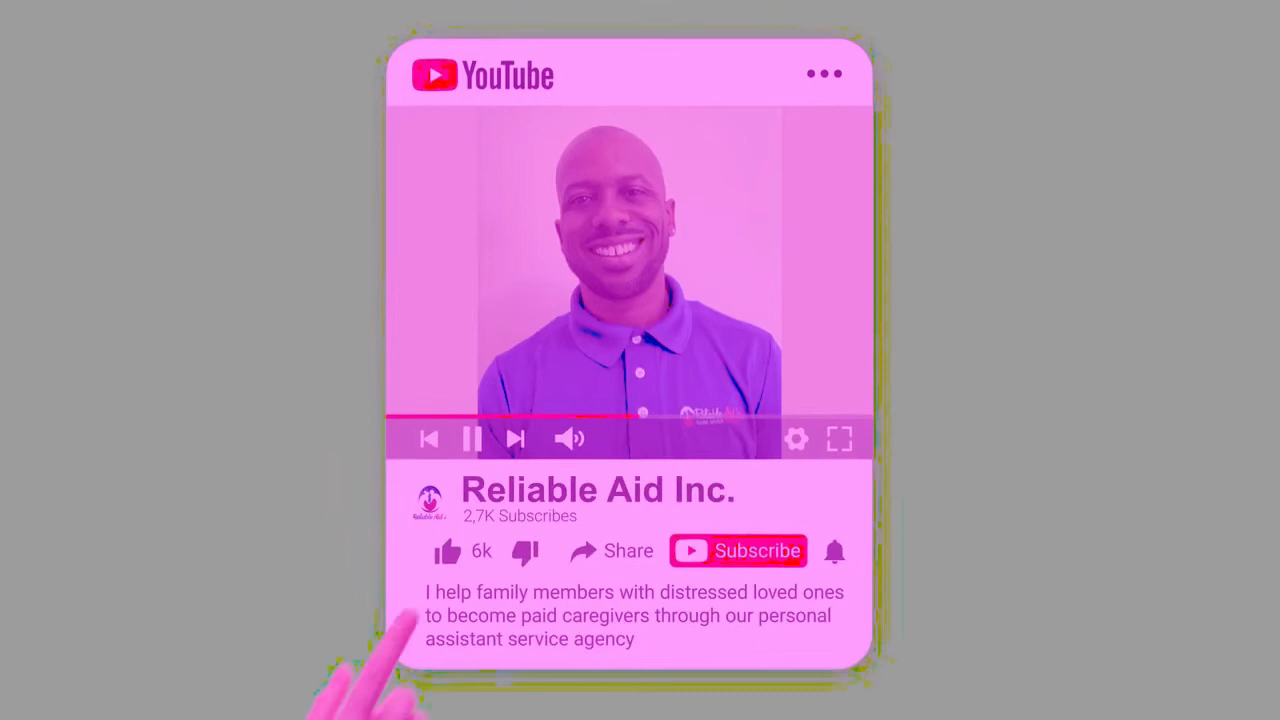 YouTube
Reliable Aid Inc.
2,7K Subscribes
6k
Share
Subscribe
I help family members with distressed loved ones
to become paid caregivers through our personal
assistant service agency